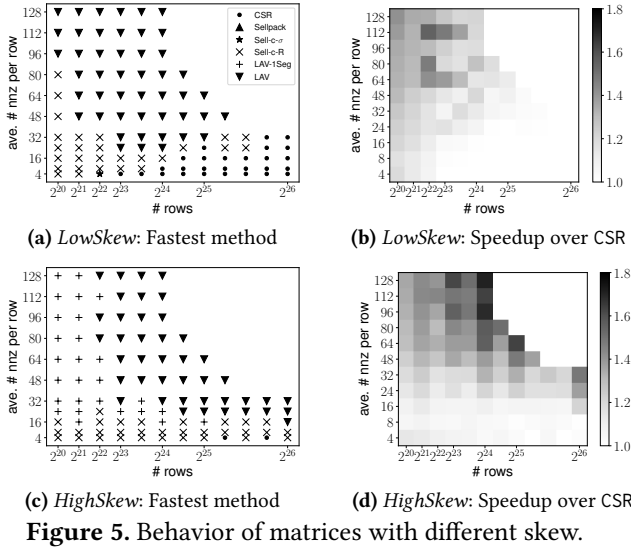 128
112
96
80
64
48
32
24
16
8
4
ave. # nnz per row
2^20 2^21 2^22 2^23 2^24 2^25 2^26
# rows
CSR
Sellpack
Sell-c-σ
Sell-c-R
LAV-1Seg
LAV
(a) LowSkew: Fastest method
128
112
96
80
64
48
32
24
16
8
4
ave. # nnz per row
2^20 2^21 2^22 2^23 2^24 2^25 2^26
# rows
1.8
1.6
1.4
1.2
1.0
(b) LowSkew: Speedup over CSR
128
112
96
80
64
48
32
24
16
8
4
ave. # nnz per row
2^20 2^21 2^22 2^23 2^24 2^25 2^26
# rows
(c) HighSkew: Fastest method
128
112
96
80
64
48
32
24
16
8
4
ave. # nnz per row
2^20 2^21 2^22 2^23 2^24 2^25 2^26
# rows
1.8
1.6
1.4
1.2
1.0
(d) HighSkew: Speedup over CSR
Figure 5. Behavior of matrices with different skew.